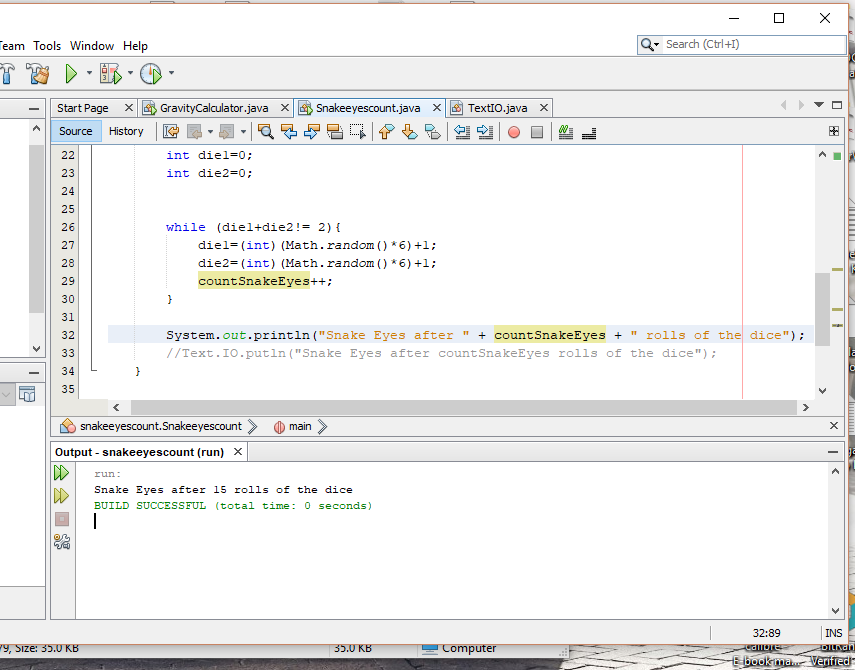 Team Tools Window Help
Search (Ctrl+I)
Start Page GravityCalculator.java Snakeeyescount.java TextIO.java
Source History
22 int die1=0;
23 int die2=0;
24
25
26 while (die1+die2!= 2){
27 die1=(int)(Math.random()*6)+1;
28 die2=(int)(Math.random()*6)+1;
29 countSnakeEyes++;
30 }
31
32 System.out.println("Snake Eyes after " + countSnakeEyes + " rolls of the dice");
33 //Text.IO.putln("Snake Eyes after countSnakeEyes rolls of the dice");
34 }
35
snakeeyescount.Snakeeyescount main
Output - snakeeyescount (run)
run:
Snake Eyes after 15 rolls of the dice
BUILD SUCCESSFUL (total time: 0 seconds)
32:89 INS
79, Size: 35.0 KB 35.0 KB Computer
E-book ma... Verified